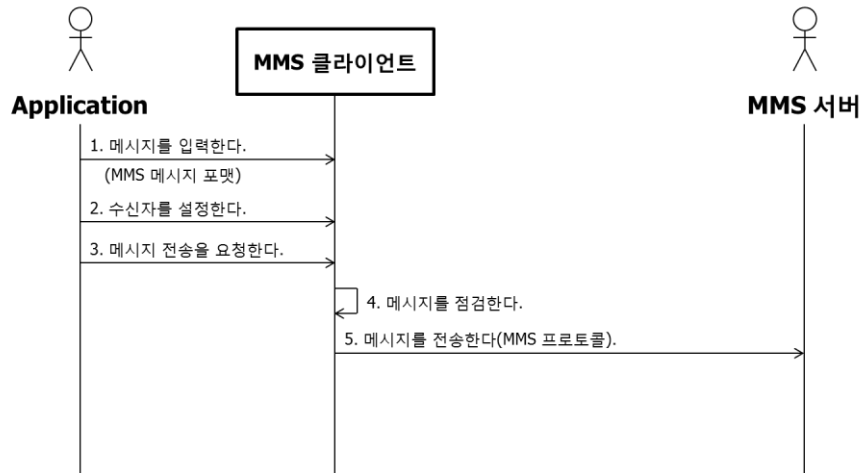 MMS 클라이언트
Application
MMS 서버
1. 메시지를 입력한다.
(MMS 메시지 포맷)
2. 수신자를 설정한다.
3. 메시지 전송을 요청한다.
4. 메시지를 점검한다.
5. 메시지를 전송한다(MMS 프로토콜).